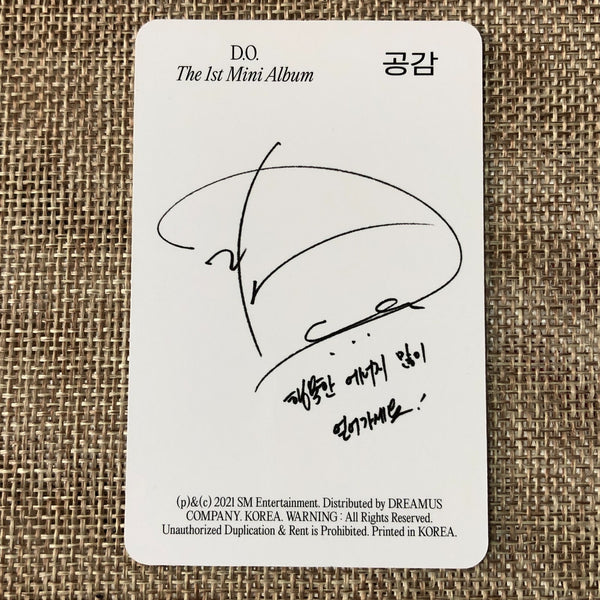 D.O.
The 1st Mini Album
공감
행복한 에너지 많이
얻어가세요!
(p)&(c) 2021 SM Entertainment. Distributed by DREAMUS
COMPANY. KOREA. WARNING : All Rights Reserved.
Unauthorized Duplication & Rent is Prohibited. Printed in KOREA.